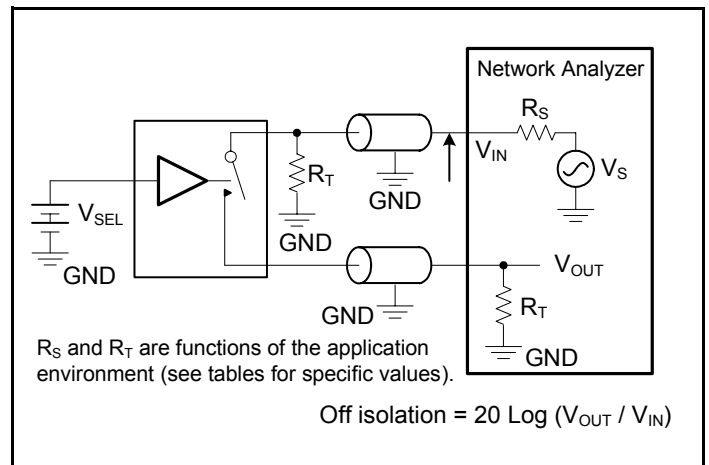 Network Analyzer
R_S
V_IN
V_S
R_T
GND
GND
V_SEL
GND
V_OUT
GND
R_T
GND
R_S and R_T are functions of the application
environment (see tables for specific values).
Off isolation = 20 Log (V_OUT / V_IN)